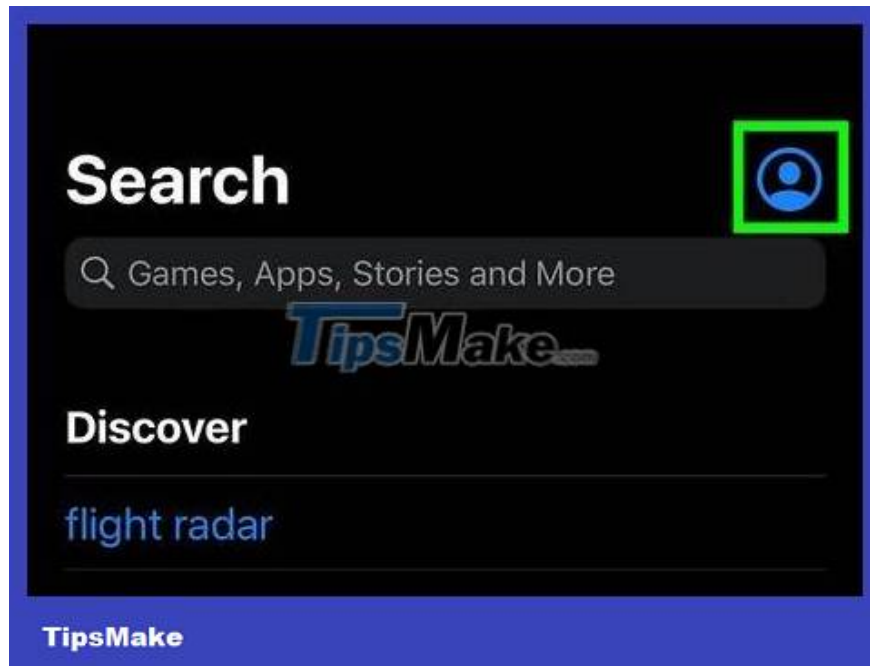 Search
Games, Apps, Stories and More
TipsMake.com
Discover
flight radar
TipsMake